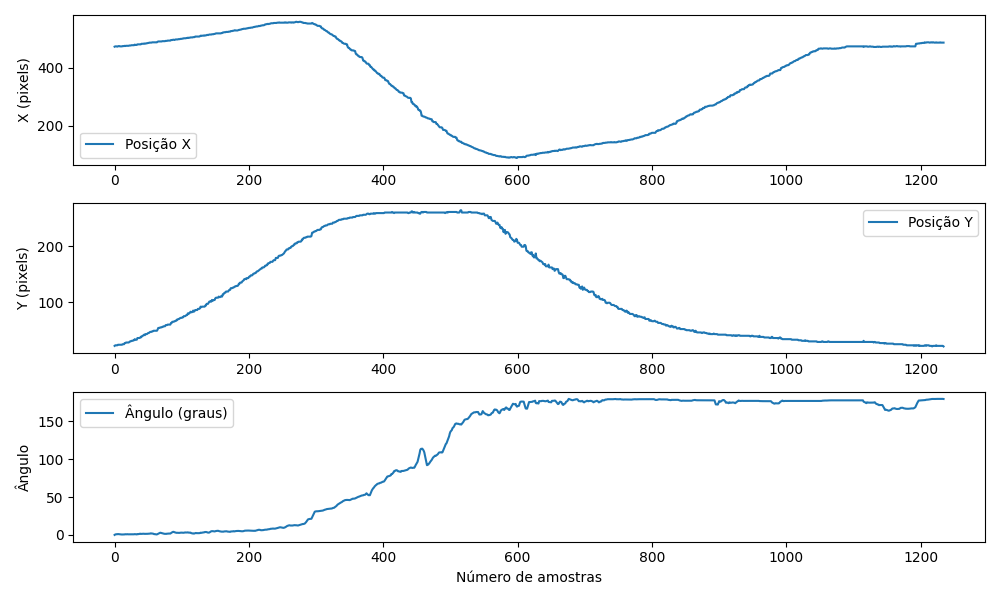 X (pixels)
400
200
Posição X
0 200 400 600 800 1000 1200
Y (pixels)
200
100
Posição Y
0 200 400 600 800 1000 1200
Ângulo
150
100
50
0
Ângulo (graus)
0 200 400 600 800 1000 1200
Número de amostras